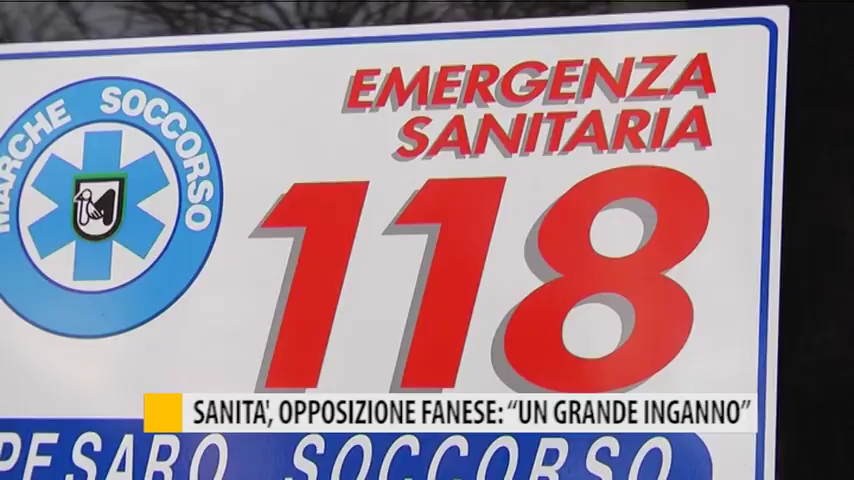 MARCHE SOCCORSO
EMERGENZA
SANITARIA
118
SANITA', OPPOSIZIONE FANESE: “UN GRANDE INGANNO”
PESARO SOCCORSO